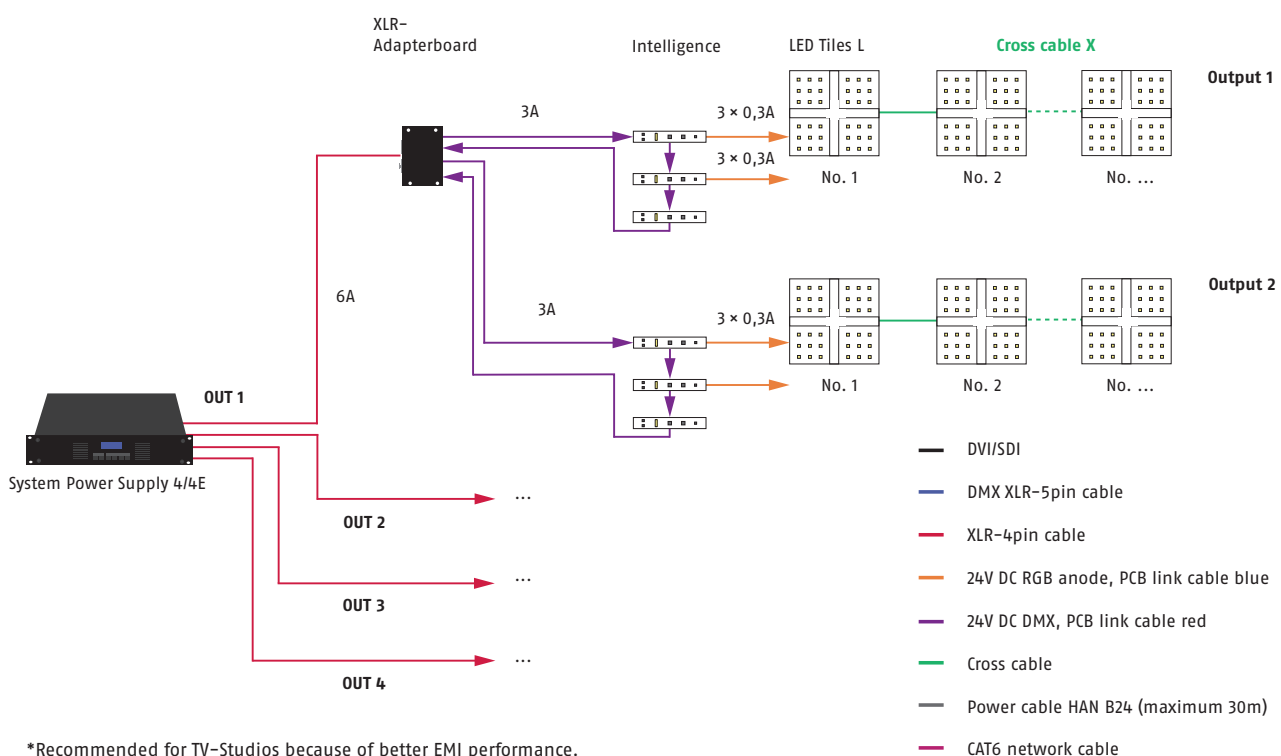 XLR-
Adapterboard
Intelligence
LED Tiles L
Cross cable X
Output 1
3A
3 × 0,3A
3 × 0,3A
No. 1
No. 2
No. ...
Output 2
6A
3A
3 × 0,3A
No. 1
No. 2
No. ...
OUT 1
System Power Supply 4/4E
...
OUT 2
...
OUT 3
...
OUT 4
DVI/SDI
DMX XLR-5pin cable
XLR-4pin cable
24V DC RGB anode, PCB link cable blue
24V DC DMX, PCB link cable red
Cross cable
Power cable HAN B24 (maximum 30m)
CAT6 network cable
*Recommended for TV-Studios because of better EMI performance.